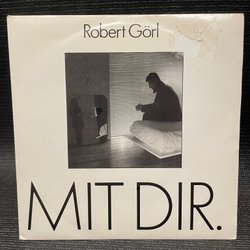 Robert Görl
MIT DIR.